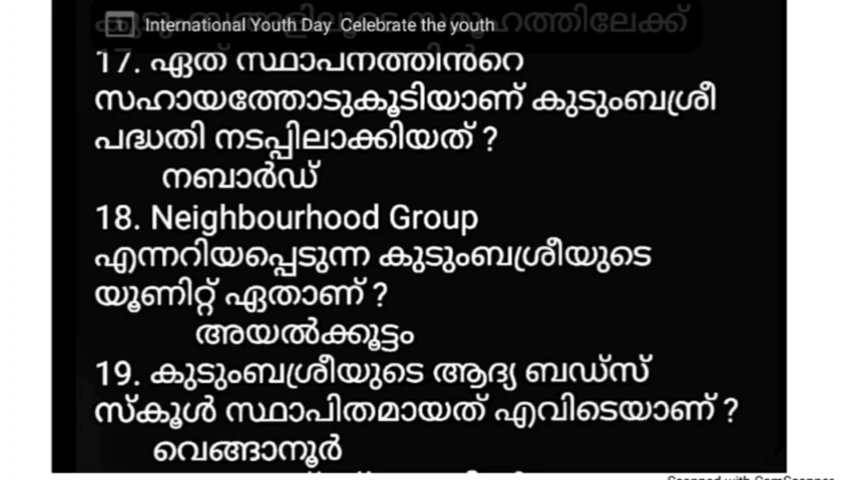 International Youth Day Celebrate the youth
17. ഏത് സ്ഥാപനത്തിൻറെ
സഹായത്തോടുകൂടിയാണ് കുടുംബശ്രീ
പദ്ധതി നടപ്പിലാക്കിയത് ?
നബാർഡ്
18. Neighbourhood Group
എന്നറിയപ്പെടുന്ന കുടുംബശ്രീയുടെ
യൂണിറ്റ് ഏതാണ് ?
അയൽക്കൂട്ടം
19. കുടുംബശ്രീയുടെ ആദ്യ ബഡ്സ്
സ്കൂൾ സ്ഥാപിതമായത് എവിടെയാണ് ?
വെങ്ങാനൂർ